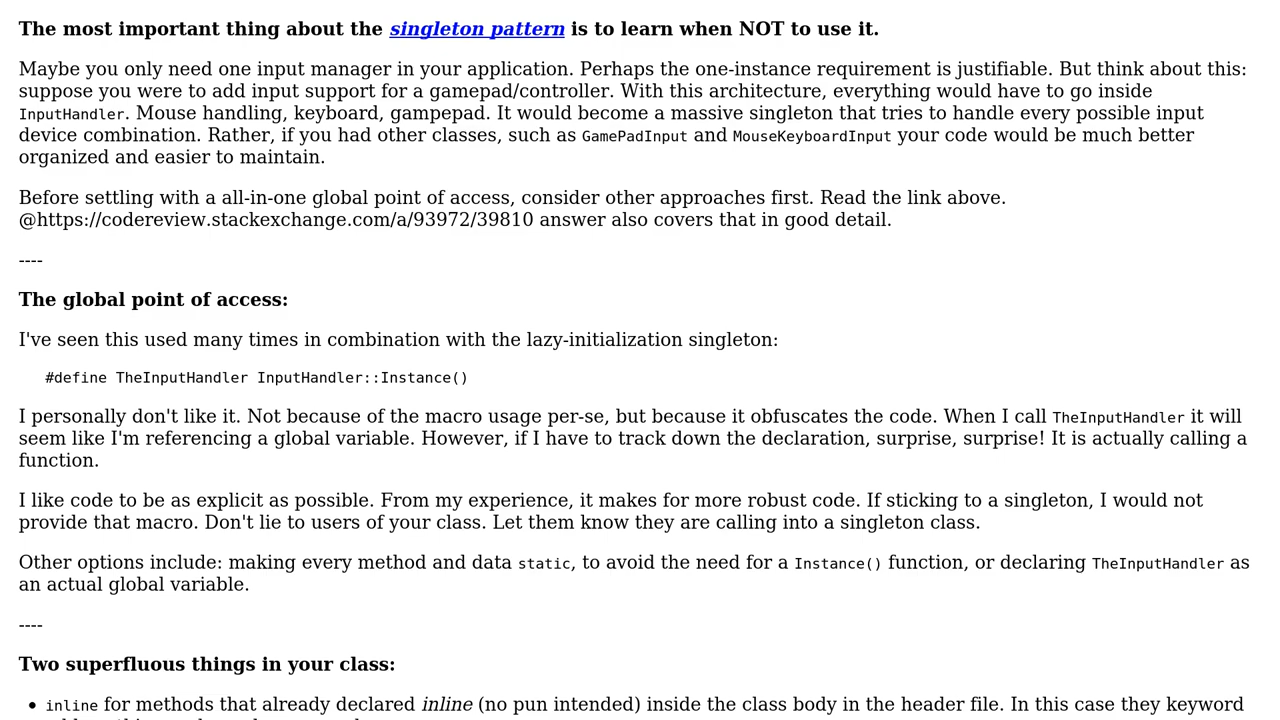 The most important thing about the singleton pattern is to learn when NOT to use it.
Maybe you only need one input manager in your application. Perhaps the one-instance requirement is justifiable. But think about this:
suppose you were to add input support for a gamepad/controller. With this architecture, everything would have to go inside
InputHandler. Mouse handling, keyboard, gampepad. It would become a massive singleton that tries to handle every possible input
device combination. Rather, if you had other classes, such as GamePadInput and MouseKeyboardInput your code would be much better
organized and easier to maintain.
Before settling with a all-in-one global point of access, consider other approaches first. Read the link above.
@https://codereview.stackexchange.com/a/93972/39810 answer also covers that in good detail.
----
The global point of access:
I've seen this used many times in combination with the lazy-initialization singleton:
#define TheInputHandler InputHandler::Instance()
I personally don't like it. Not because of the macro usage per-se, but because it obfuscates the code. When I call TheInputHandler it will
seem like I'm referencing a global variable. However, if I have to track down the declaration, surprise, surprise! It is actually calling a
function.
I like code to be as explicit as possible. From my experience, it makes for more robust code. If sticking to a singleton, I would not
provide that macro. Don't lie to users of your class. Let them know they are calling into a singleton class.
Other options include: making every method and data static, to avoid the need for a Instance() function, or declaring TheInputHandler as
an actual global variable.
----
Two superfluous things in your class:
• inline for methods that already declared inline (no pun intended) inside the class body in the header file. In this case they keyword